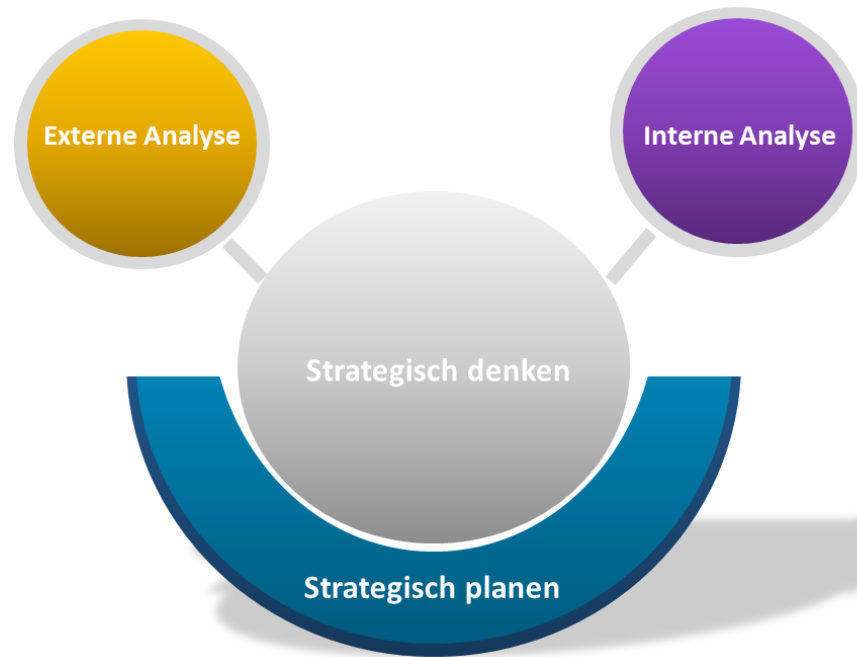 Externe Analyse
Interne Analyse
Strategisch denken
Strategisch planen